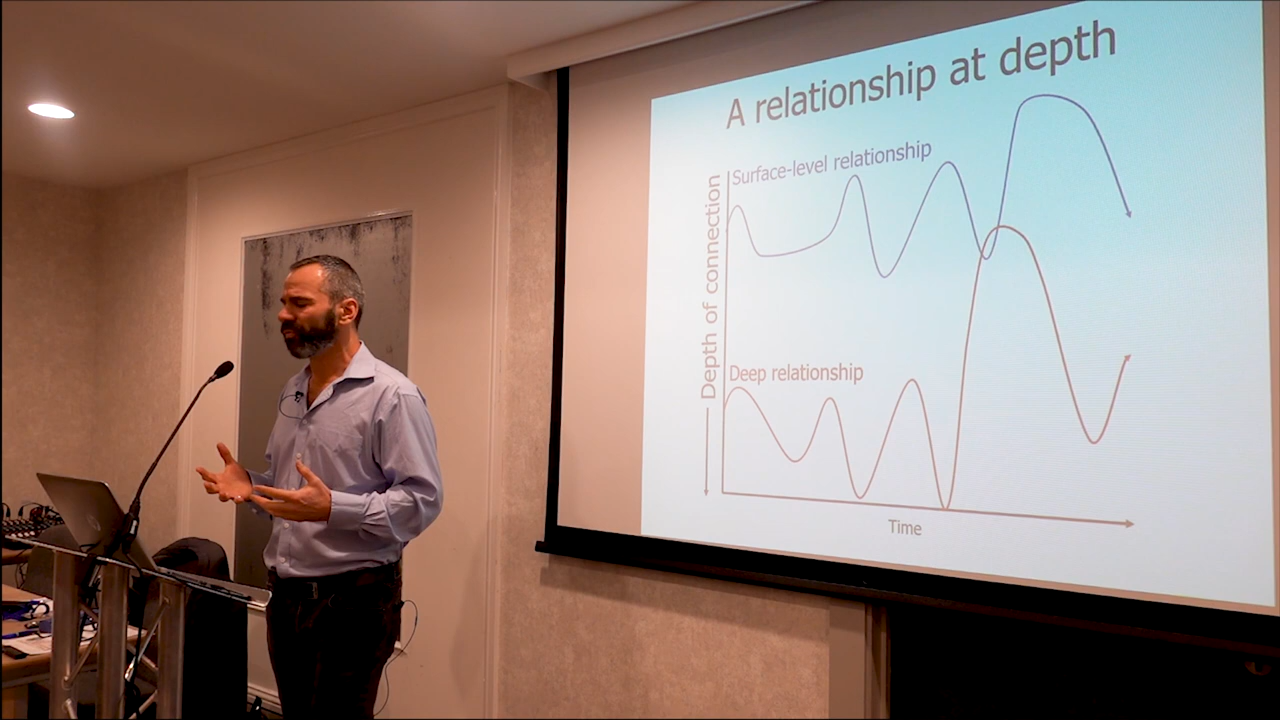 A relationship at depth
Surface-level relationship
Depth of connection
Deep relationship
Time